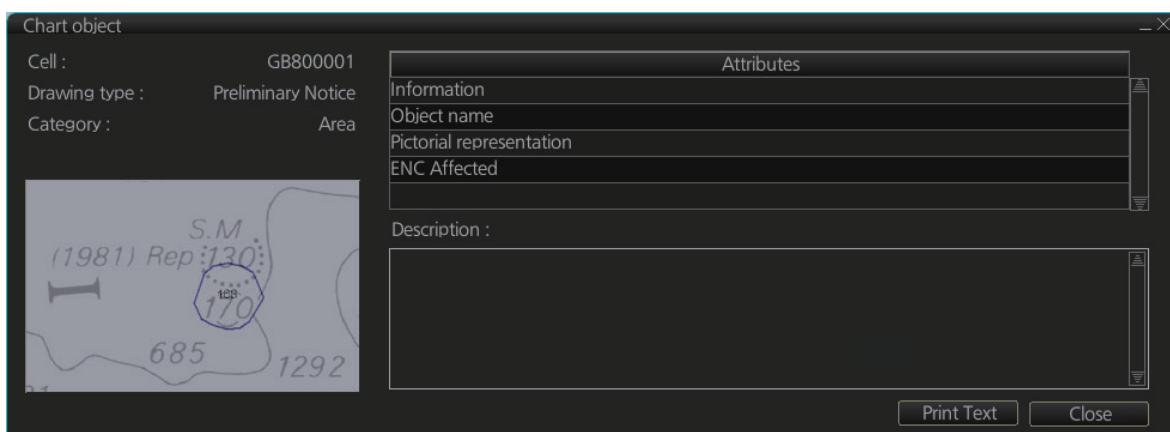 Chart object
Cell : GB800001
Drawing type : Preliminary Notice
Category : Area
Attributes
Information
Object name
Pictorial representation
ENC Affected
S.M
(1981) Rep 130
170
685
1292
Description :
Print Text
Close